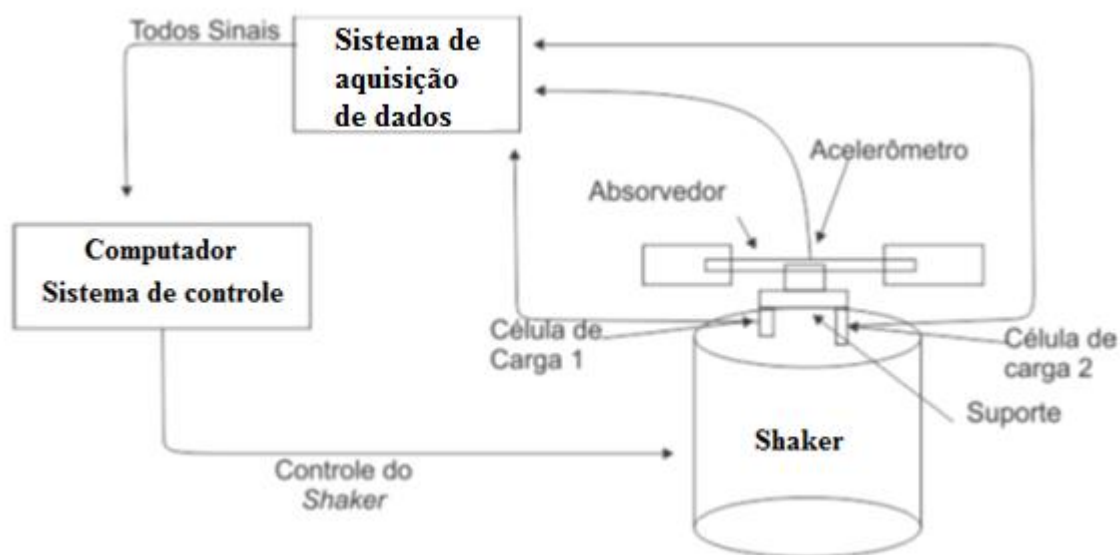 Todos Sinais
Sistema de
aquisição
de dados
Acelerômetro
Absorvedor
Computador
Sistema de controle
Célula de
Carga 1
Célula de
carga 2
Suporte
Shaker
Controle do
Shaker